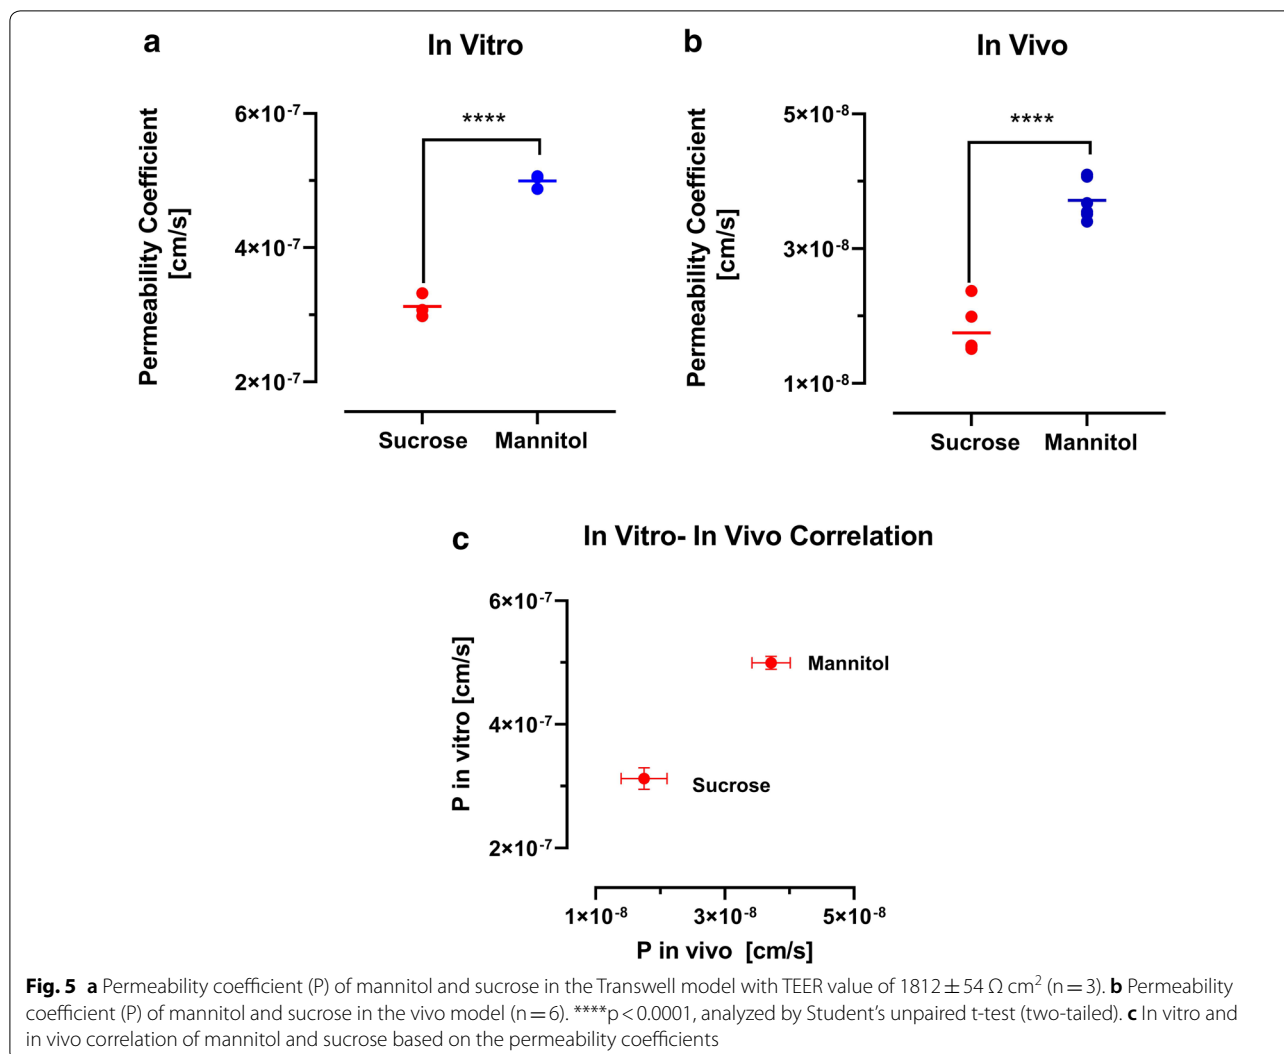 a
In Vitro
Permeability Coefficient
[cm/s]
6×10⁻⁷
4×10⁻⁷
2×10⁻⁷
****
Sucrose
Mannitol
b
In Vivo
Permeability Coefficient
[cm/s]
5×10⁻⁸
3×10⁻⁸
1×10⁻⁸
****
Sucrose
Mannitol
c
In Vitro- In Vivo Correlation
P in vitro [cm/s]
6×10⁻⁷
4×10⁻⁷
2×10⁻⁷
Mannitol
Sucrose
1×10⁻⁸
3×10⁻⁸
5×10⁻⁸
P in vivo [cm/s]
Fig. 5 a Permeability coefficient (P) of mannitol and sucrose in the Transwell model with TEER value of 1812 ± 54 Ω cm² (n = 3). b Permeability
coefficient (P) of mannitol and sucrose in the vivo model (n = 6). ****p < 0.0001, analyzed by Student's unpaired t-test (two-tailed). c In vitro and
in vivo correlation of mannitol and sucrose based on the permeability coefficients